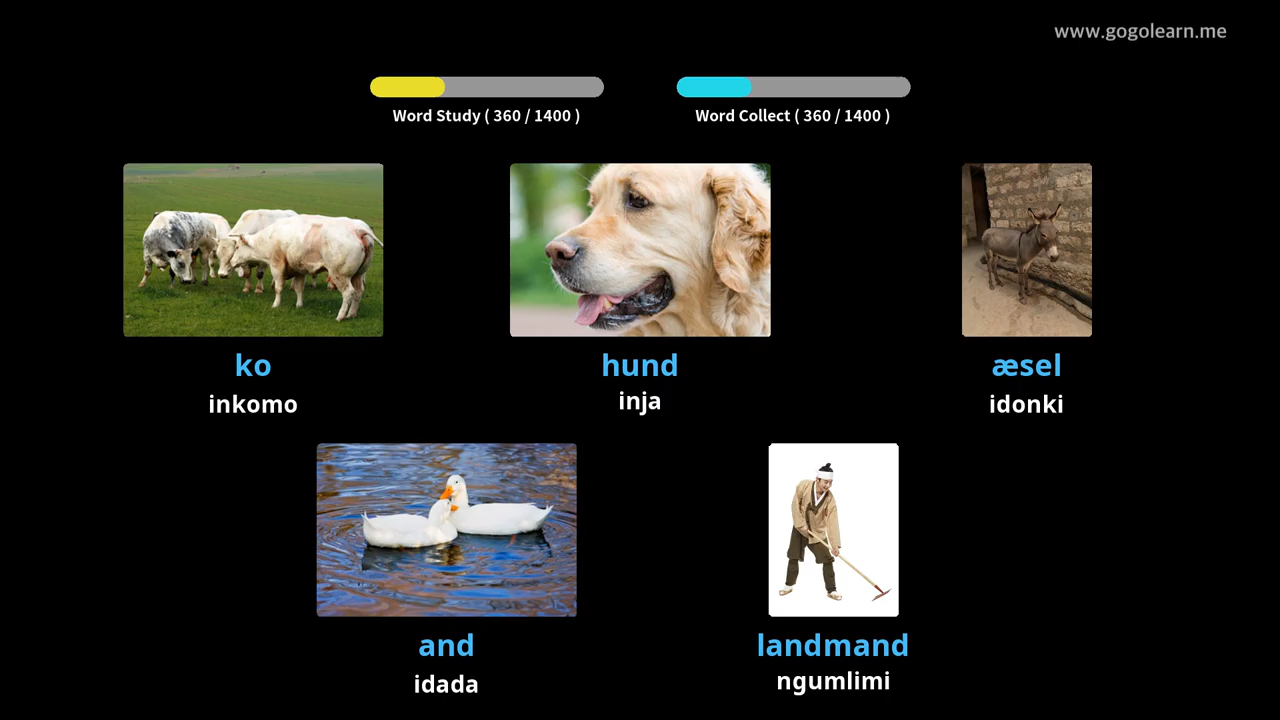 www.gogolearn.me
Word Study ( 360 / 1400 )
Word Collect ( 360 / 1400 )
ko
inkomo
hund
inja
æsel
idonki
and
idada
landmand
ngumlimi